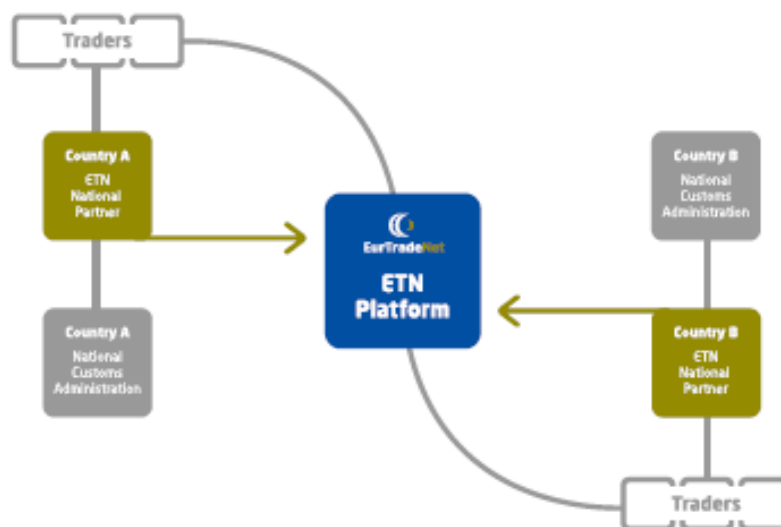 Traders
Country A
ETN
National
Partner
Country A
National
Customs
Administration
EurTradeNet
ETN
Platform
Country B
National
Customs
Administration
Country B
ETN
National
Partner
Traders